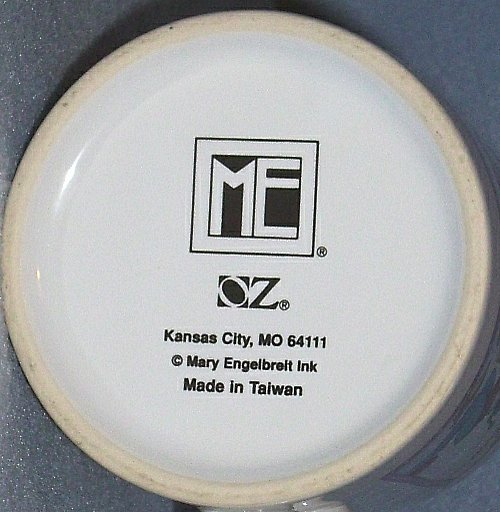 ME®
OZ®
Kansas City, MO 64111
© Mary Engelbreit Ink
Made in Taiwan